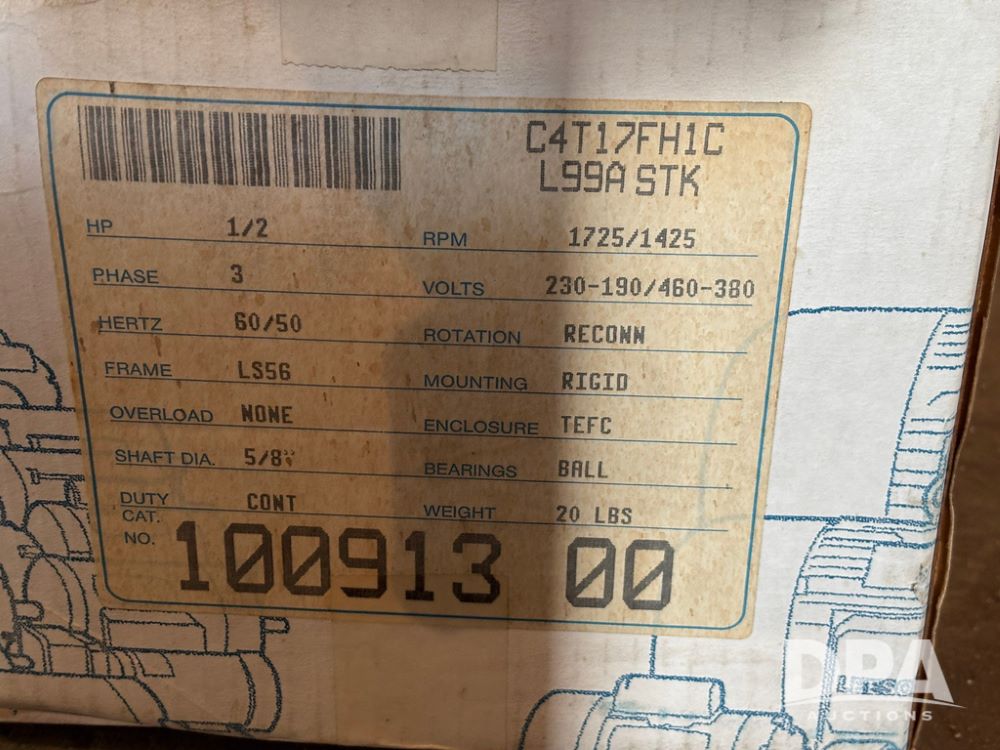 C4T17FH1C
L99A STK
HP 1/2 RPM 1725/1425
PHASE 3 VOLTS 230-190/460-380
HERTZ 60/50 ROTATION RECONN
FRAME LS56 MOUNTING RIGID
OVERLOAD NONE ENCLOSURE TEFC
SHAFT DIA. 5/8" BEARINGS BALL
DUTY CONT WEIGHT 20 LBS
CAT.
NO. 100913 00
DPA
AUCTIONS